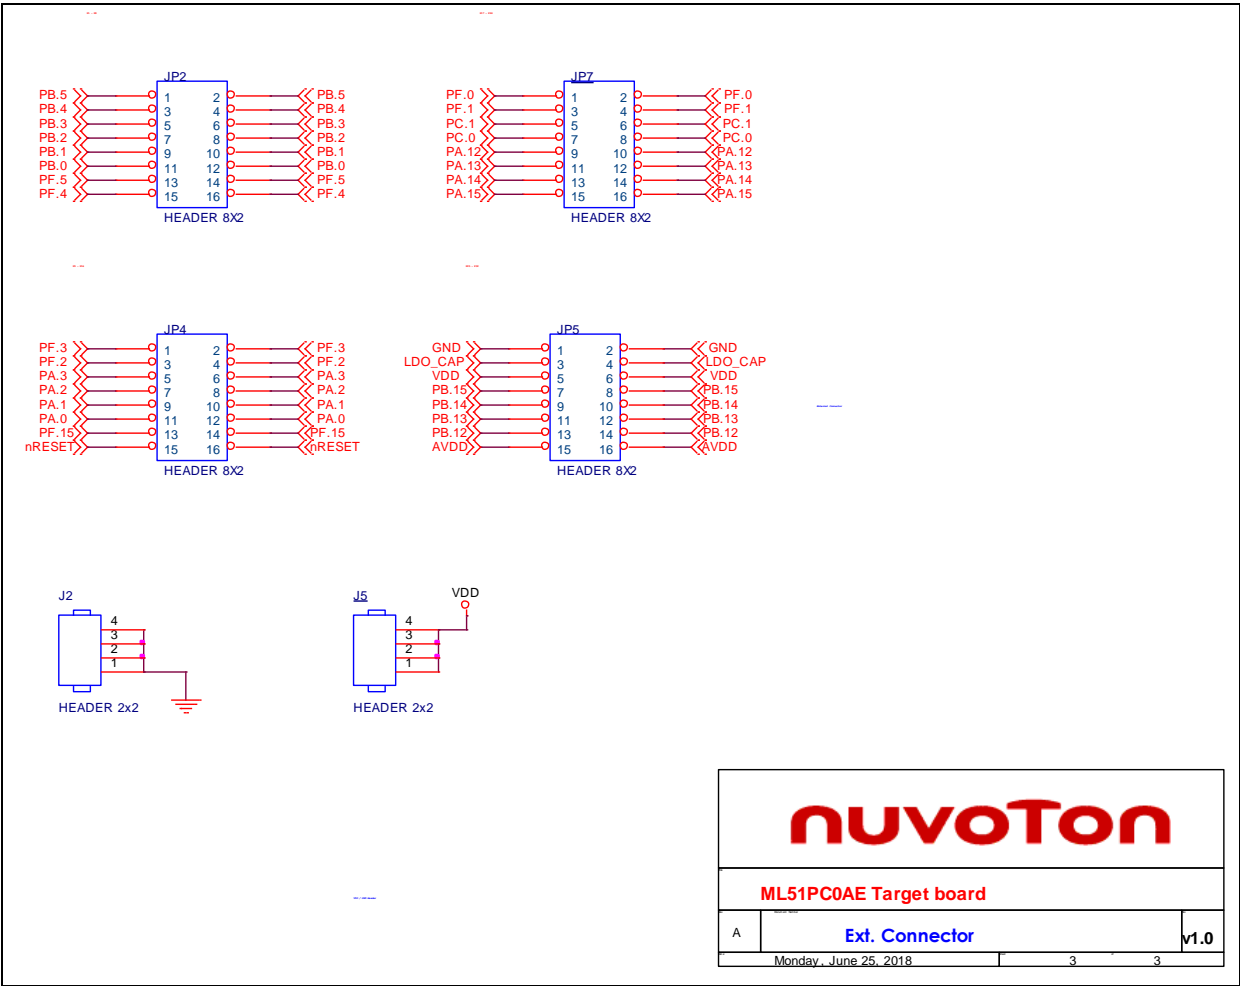 JP2
PB.5 1 2 PB.5
PB.4 3 4 PB.4
PB.3 5 6 PB.3
PB.2 7 8 PB.2
PB.1 9 10 PB.1
PB.0 11 12 PB.0
PF.5 13 14 PF.5
PF.4 15 16 PF.4
HEADER 8X2
JP7
PF.0 1 2 PF.0
PF.1 3 4 PF.1
PC.1 5 6 PC.1
PC.0 7 8 PC.0
PA.12 9 10 PA.12
PA.13 11 12 PA.13
PA.14 13 14 PA.14
PA.15 15 16 PA.15
HEADER 8X2
JP4
PF.3 1 2 PF.3
PF.2 3 4 PF.2
PA.3 5 6 PA.3
PA.2 7 8 PA.2
PA.1 9 10 PA.1
PA.0 11 12 PA.0
PF.15 13 14 PF.15
nRESET 15 16 nRESET
HEADER 8X2
JP5
GND 1 2 GND
LDO_CAP 3 4 LDO_CAP
VDD 5 6 VDD
PB.15 7 8 PB.15
PB.14 9 10 PB.14
PB.13 11 12 PB.13
PB.12 13 14 PB.12
AVDD 15 16 AVDD
HEADER 8X2
J2
4
3
2
1
HEADER 2x2
J5
VDD
4
3
2
1
HEADER 2x2
nuvoTon
ML51PC0AE Target board
A Ext. Connector v1.0
Monday, June 25, 2018 3 3